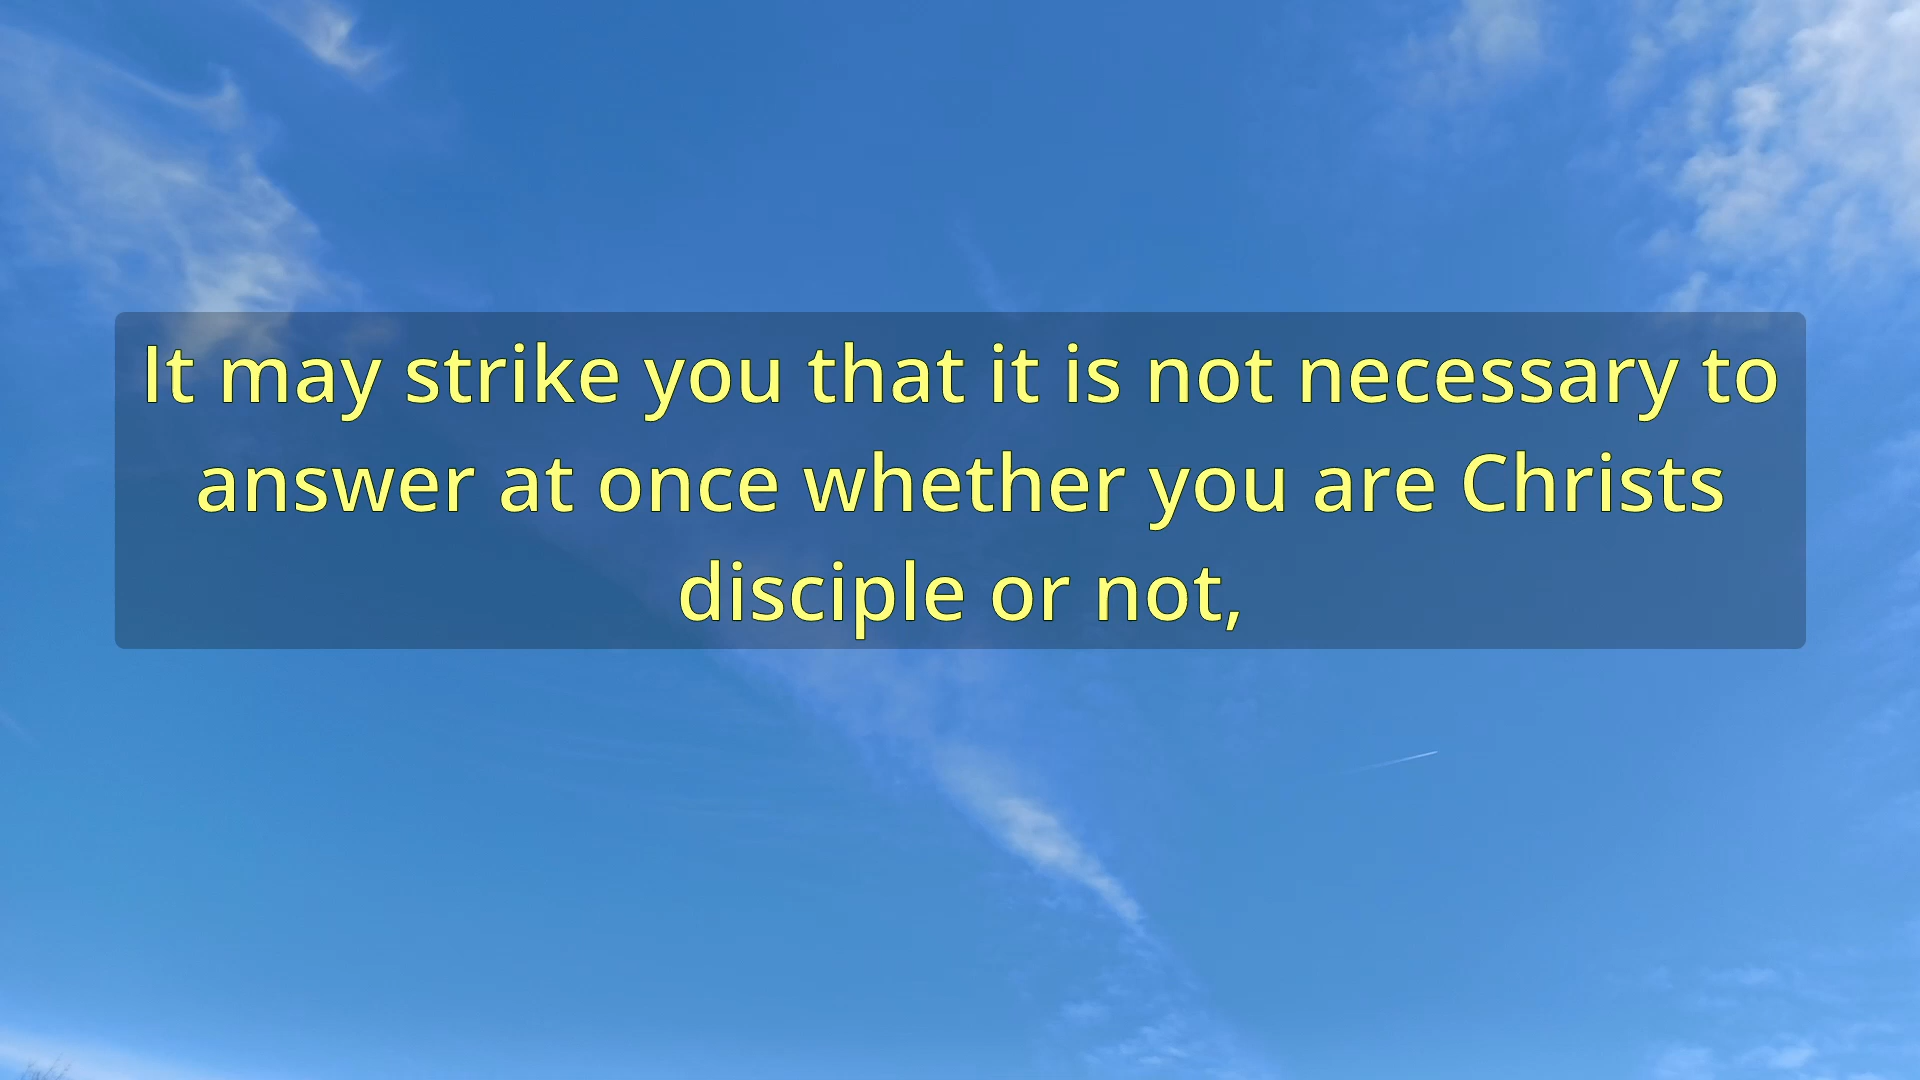 It may strike you that it is not necessary to
answer at once whether you are Christs
disciple or not,